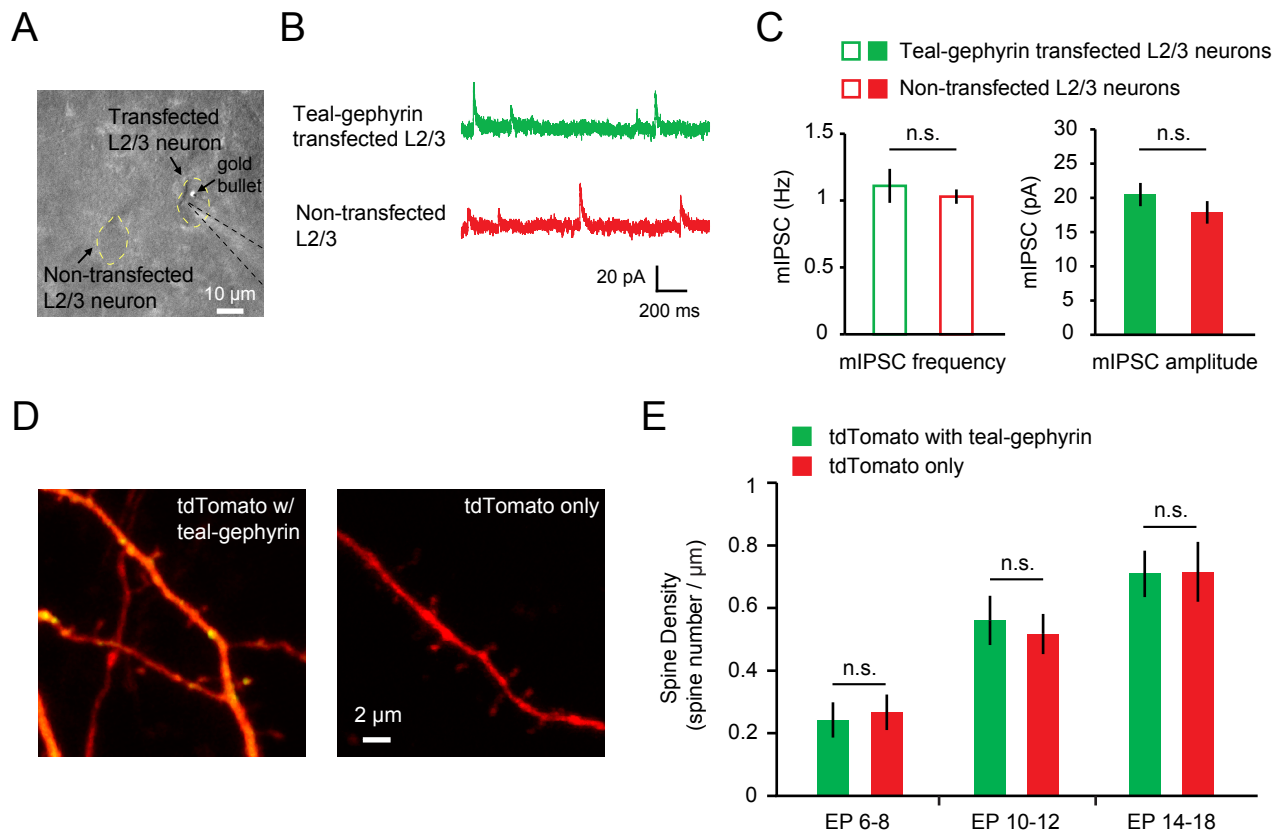 A
Transfected
L2/3 neuron
gold
bullet
Non-transfected
L2/3 neuron
10 µm
B
Teal-gephyrin
transfected L2/3
Non-transfected
L2/3
20 pA
200 ms
C
Teal-gephyrin transfected L2/3 neurons
Non-transfected L2/3 neurons
mIPSC (Hz)
1.5
1
0.5
0
n.s.
mIPSC frequency
mIPSC (pA)
30
25
20
15
10
5
0
n.s.
mIPSC amplitude
D
tdTomato w/
teal-gephyrin
tdTomato only
2 µm
E
tdTomato with teal-gephyrin
tdTomato only
Spine Density
(spine number / µm)
1
0.8
0.6
0.4
0.2
0
n.s.
n.s.
n.s.
EP 6-8
EP 10-12
EP 14-18